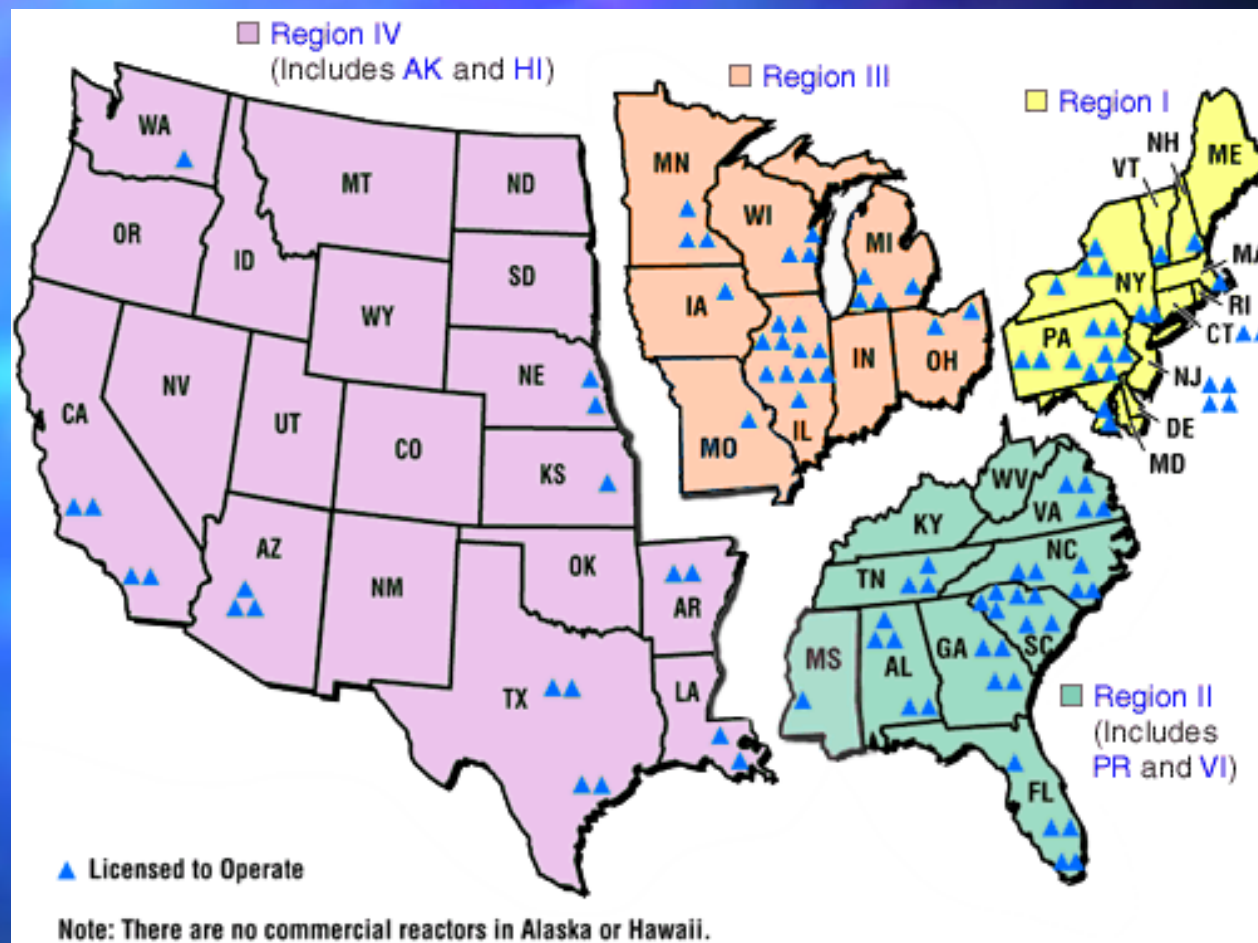 Region IV
(Includes AK and HI)
Region III
Region I
WA
MT
ND
OR
ID
SD
WY
NE
NV
UT
CA
CO
KS
AZ
NM
OK
AR
TX
LA
MN
WI
MI
IA
IL
IN
OH
MO
NH
VT
ME
NY
MA
RI
CT
PA
NJ
DE
MD
WV
KY
VA
TN
NC
MS
AL
GA
SC
FL
Region II
(Includes
PR and VI)
Licensed to Operate
Note: There are no commercial reactors in Alaska or Hawaii.